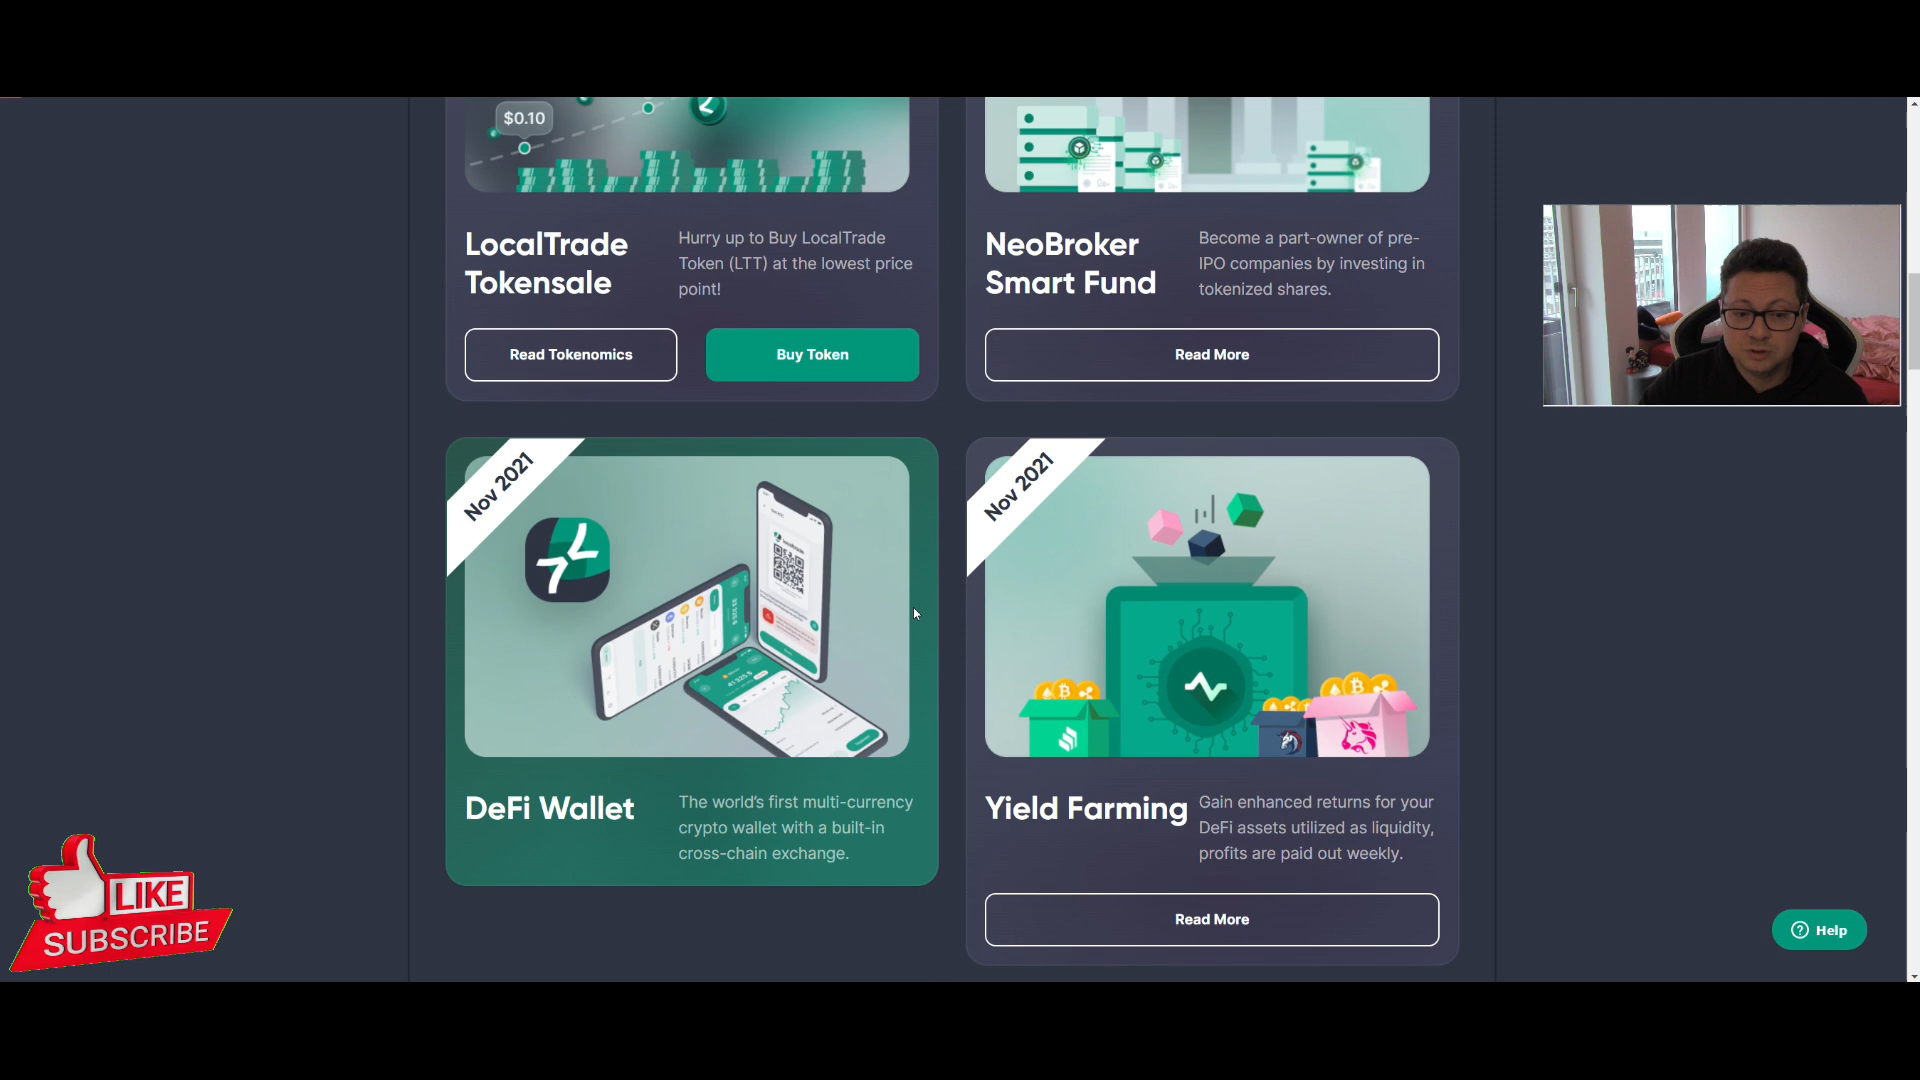 $0.10
LocalTrade
Tokensale
Hurry up to Buy LocalTrade
Token (LTT) at the lowest price
point!
Read Tokenomics
Buy Token
NeoBroker
Smart Fund
Become a part-owner of pre-
IPO companies by investing in
tokenized shares.
Read More
Nov 2021
DeFi Wallet
The world's first multi-currency
crypto wallet with a built-in
cross-chain exchange.
Nov 2021
Yield Farming
Gain enhanced returns for your
DeFi assets utilized as liquidity,
profits are paid out weekly.
Read More
LIKE
SUBSCRIBE
Help